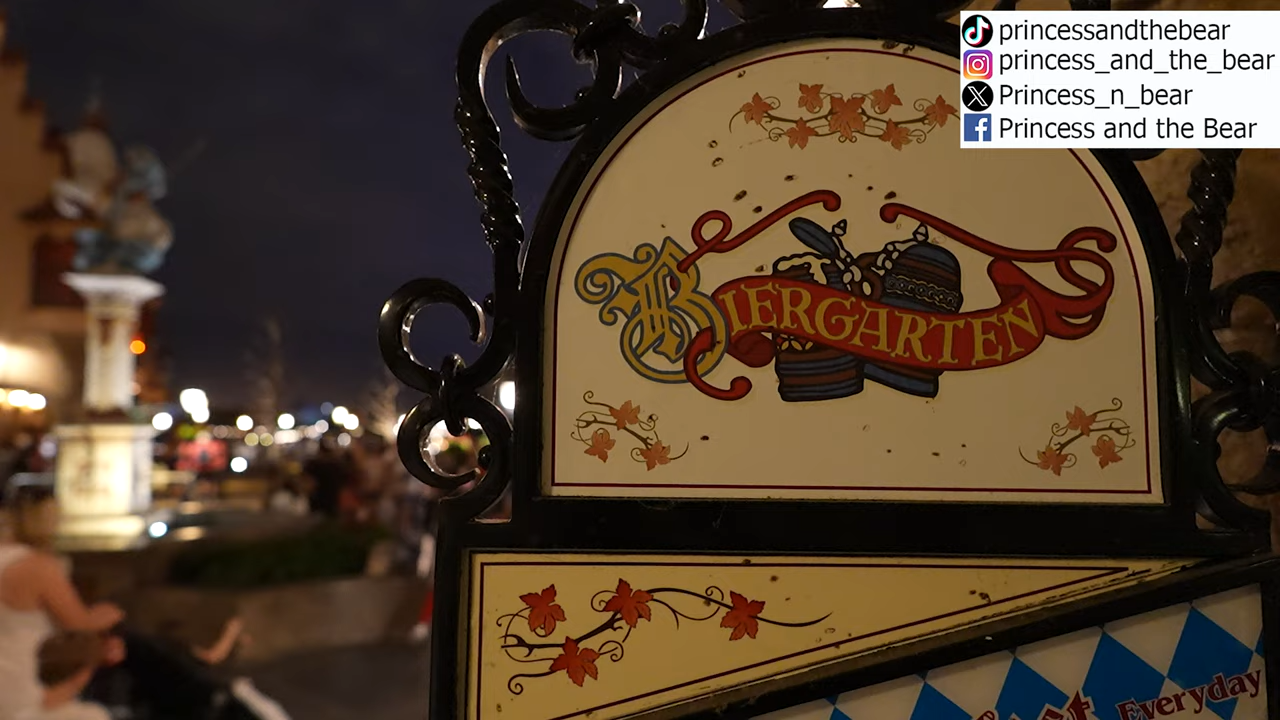 princessandthebear
princess_and_the_bear
Princess_n_bear
Princess and the Bear
BIERGARTEN
Everyday